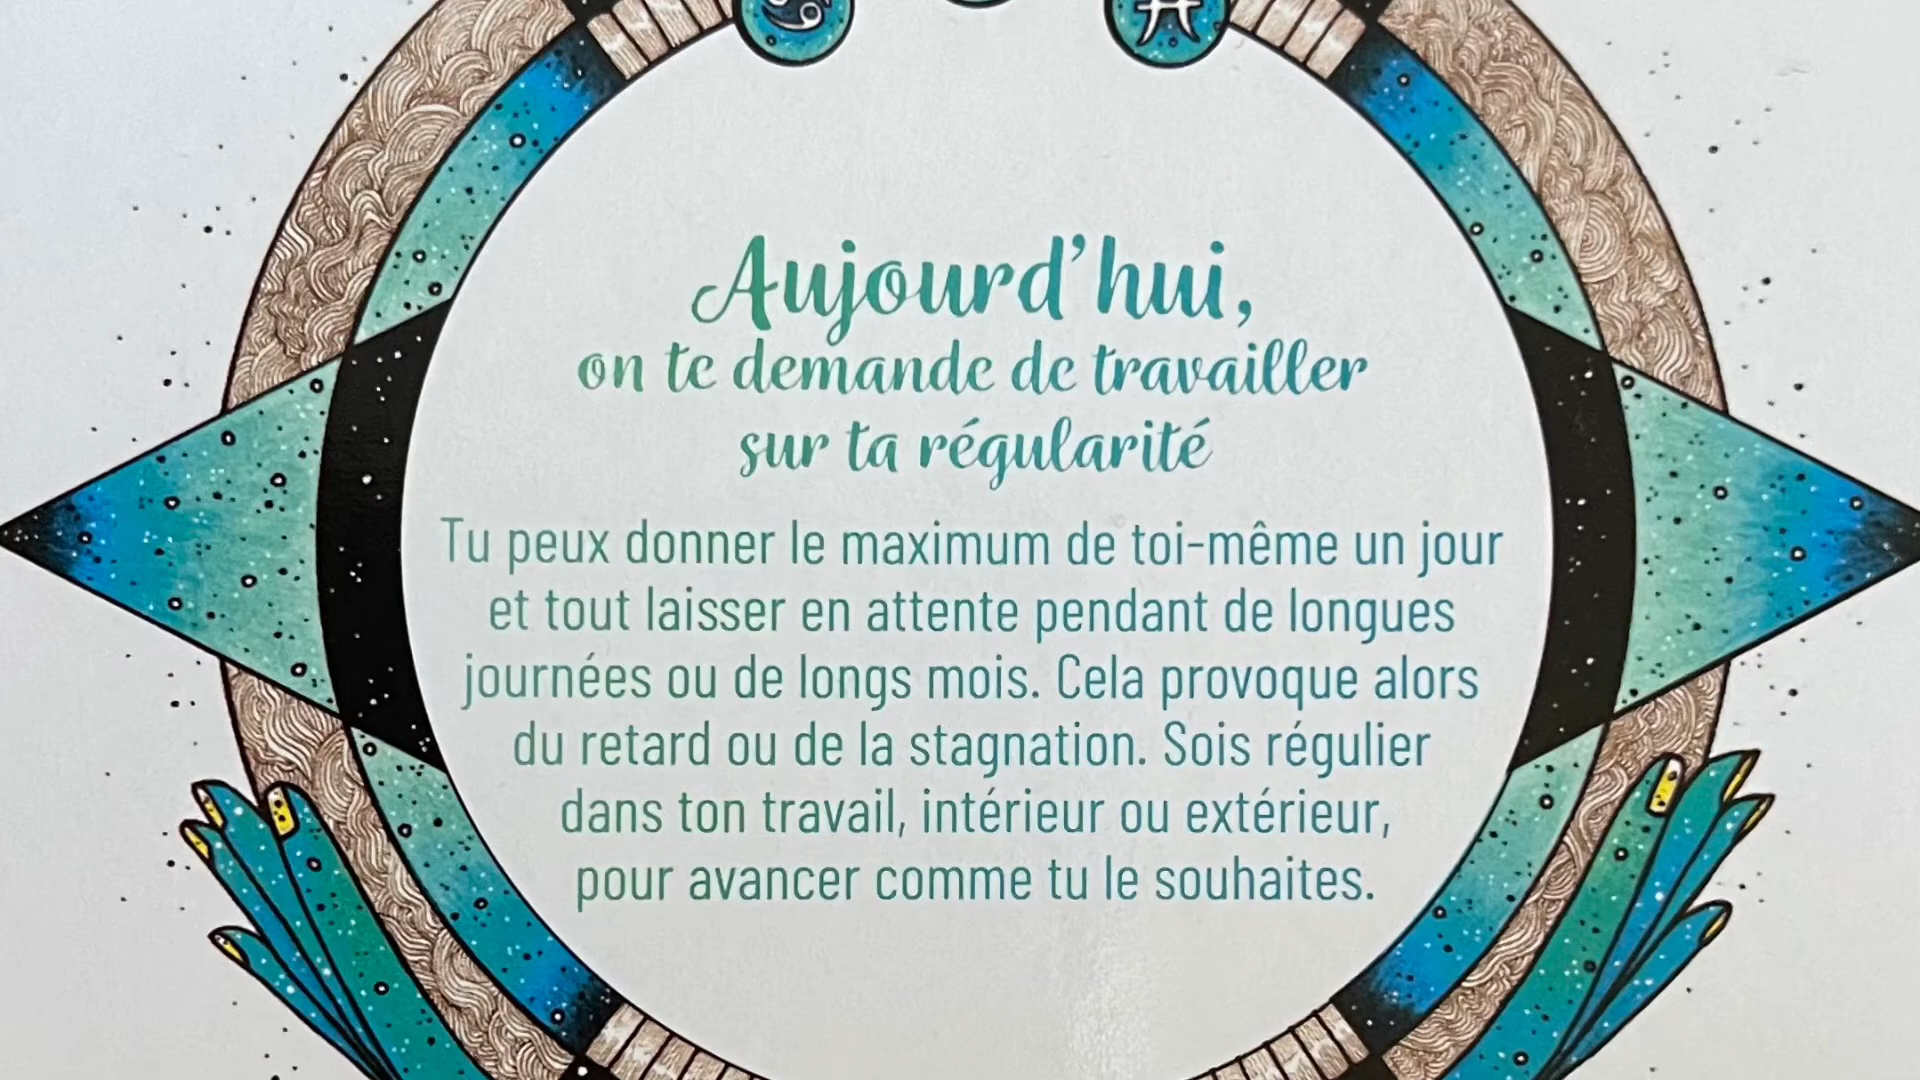 Aujourd'hui,
on te demande de travailler
sur ta régularité
Tu peux donner le maximum de toi-même un jour
et tout laisser en attente pendant de longues
journées ou de longs mois. Cela provoque alors
du retard ou de la stagnation. Sois régulier
dans ton travail, intérieur ou extérieur,
pour avancer comme tu le souhaites.